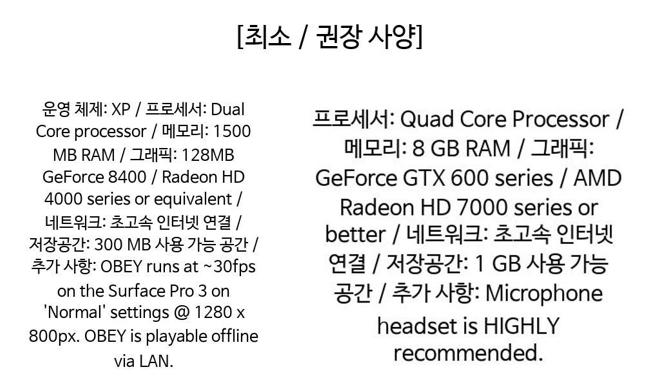 [최소 / 권장 사양]
운영 체제: XP / 프로세서: Dual
Core processor / 메모리: 1500
MB RAM / 그래픽: 128MB
GeForce 8400 / Radeon HD
4000 series or equivalent /
네트워크: 초고속 인터넷 연결 /
저장공간: 300 MB 사용 가능 공간 /
추가 사항: OBEY runs at ~30fps
on the Surface Pro 3 on
'Normal' settings @ 1280 x
800px. OBEY is playable offline
via LAN.
프로세서: Quad Core Processor /
메모리: 8 GB RAM / 그래픽:
GeForce GTX 600 series / AMD
Radeon HD 7000 series or
better / 네트워크: 초고속 인터넷
연결 / 저장공간: 1 GB 사용 가능
공간 / 추가 사항: Microphone
headset is HIGHLY
recommended.